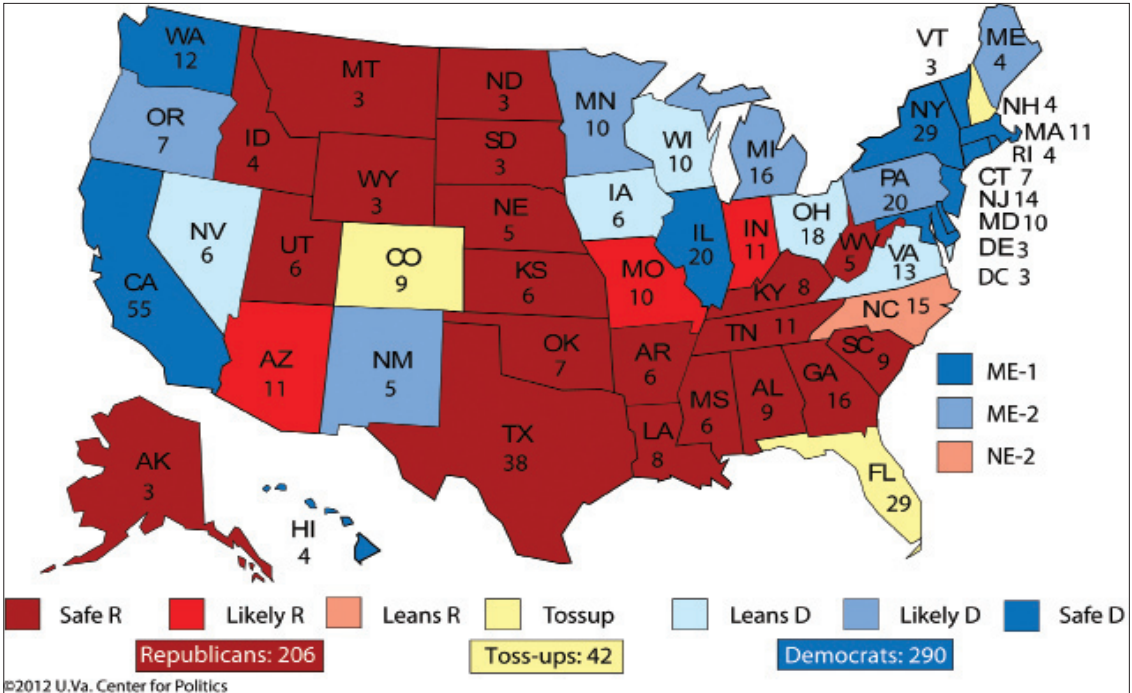 WA
12
OR
7
CA
55
NV
6
ID
4
MT
3
WY
3
UT
6
AZ
11
CO
9
NM
5
ND
3
SD
3
NE
5
KS
6
OK
7
TX
38
MN
10
IA
6
MO
10
AR
6
LA
8
WI
10
IL
20
MI
16
IN
11
OH
18
KY 8
TN 11
MS
6
AL
9
GA
16
FL
29
SC
9
NC 15
VA
13
WV
5
PA
20
NY
29
VT
3
ME
4
NH 4
MA 11
RI 4
CT 7
NJ 14
MD 10
DE 3
DC 3
AK
3
HI
4
ME-1
ME-2
NE-2
Safe R Likely R Leans R Tossup Leans D Likely D Safe D
Republicans: 206 Toss-ups: 42 Democrats: 290
©2012 U.Va. Center for Politics